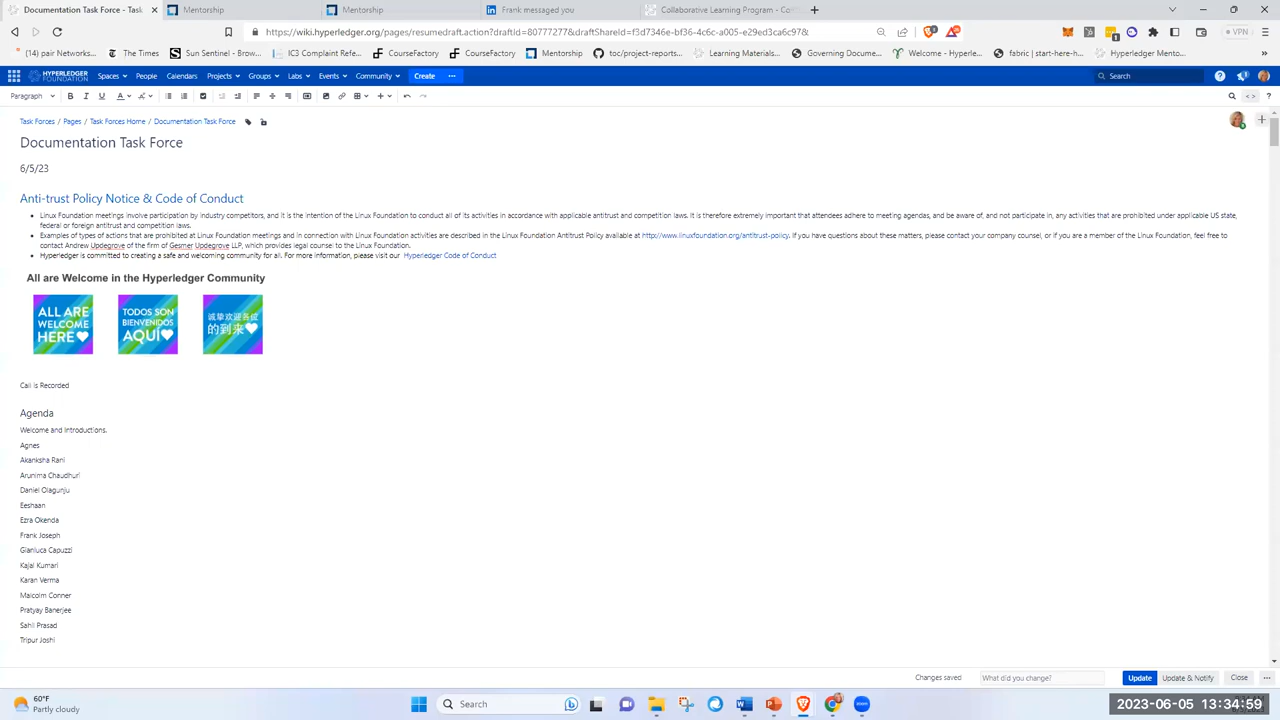 Documentation Task Force -
Mentorship
Mentorship
Frank messaged you
Collaborative Learning Program -
https://wiki.hyperledger.org/pages/resumedraft.action?draftId=80777277&draftShareId=f3d7346e-bf36-4c6c-a005-e29ed3ca6c97&
VPN
(14) pair Networks...
The Times
Sun Sentinel - Brow...
IC3 Complaint Refe...
CourseFactory
CourseFactory
Mentorship
toc/project-reports...
Learning Materials...
Governing Docume...
Welcome - Hyperle...
fabric | start-here-h...
Hyperledger Mento...
HYPERLEDGER FOUNDATION
Spaces People Calendars Projects Groups Labs Events Community Create ...
Search
Paragraph
Task Forces / Pages / Task Forces Home / Documentation Task Force
Documentation Task Force
6/5/23
Anti-trust Policy Notice & Code of Conduct
Linux Foundation meetings involve participation by industry competitors, and it is the intention of the Linux Foundation to conduct all of its activities in accordance with applicable antitrust and competition laws. It is therefore extremely important that attendees adhere to meeting agendas, and be aware of, and not participate in, any activities that are prohibited under applicable US state,
federal or foreign antitrust and competition laws.
Examples of types of actions that are prohibited at Linux Foundation meetings and in connection with Linux Foundation activities are described in the Linux Foundation Antitrust Policy available at http://www.linuxfoundation.org/antitrust-policy. If you have questions about these matters, please contact your company counsel, or if you are a member of the Linux Foundation, feel free to
contact Andrew Updegrove of the firm of Gesmer Updegrove LLP, which provides legal counsel to the Linux Foundation.
Hyperledger is committed to creating a safe and welcoming community for all. For more information, please visit our Hyperledger Code of Conduct
All are Welcome in the Hyperledger Community
ALL ARE
WELCOME
HERE
TODOS SON
BIENVENIDOS
AQUÍ
诚挚欢迎各位
的到来
Call is Recorded
Agenda
Welcome and Introductions.
Agnes
Akanksha Rani
Arunima Chaudhuri
Daniel Olagunju
Eeshaan
Ezra Okenda
Frank Joseph
Gianluca Capuzzi
Kajal Kumari
Karan Verma
Malcolm Conner
Pratyay Banerjee
Sahil Prasad
Tripur Joshi
Changes saved
What did you change?
Update
Update & Notify
Close
...
60°F
Partly cloudy
Search
zoom
2023-06-05 13:34:59